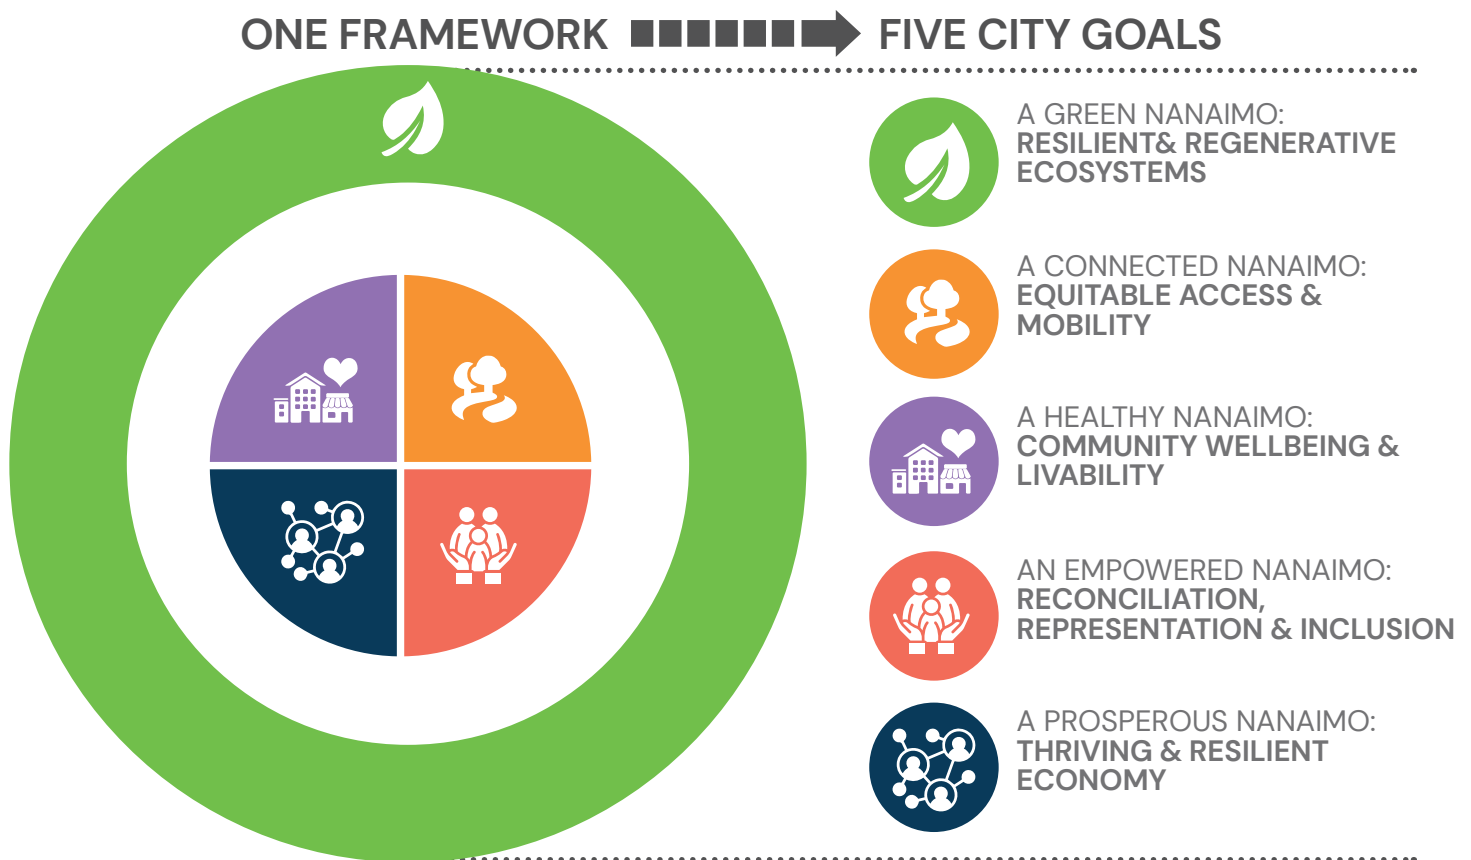 ONE FRAMEWORK
FIVE CITY GOALS
A GREEN NANAIMO:
RESILIENT& REGENERATIVE
ECOSYSTEMS
A CONNECTED NANAIMO:
EQUITABLE ACCESS &
MOBILITY
A HEALTHY NANAIMO:
COMMUNITY WELLBEING &
LIVABILITY
AN EMPOWERED NANAIMO:
RECONCILIATION,
REPRESENTATION & INCLUSION
A PROSPEROUS NANAIMO:
THRIVING & RESILIENT
ECONOMY